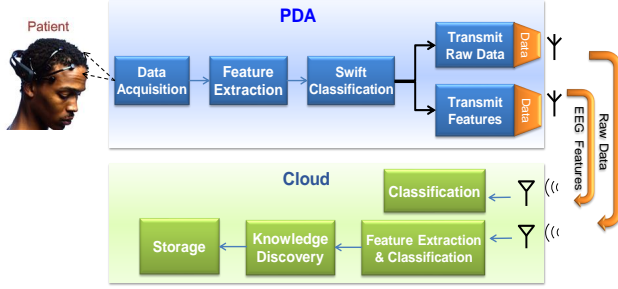 PDA
Patient
Data
Acquisition
Feature
Extraction
Swift
Classification
Transmit
Raw Data
Data
Transmit
Features
Data
Raw Data
EEG Features
Cloud
Classification
Storage
Knowledge
Discovery
Feature Extraction
& Classification